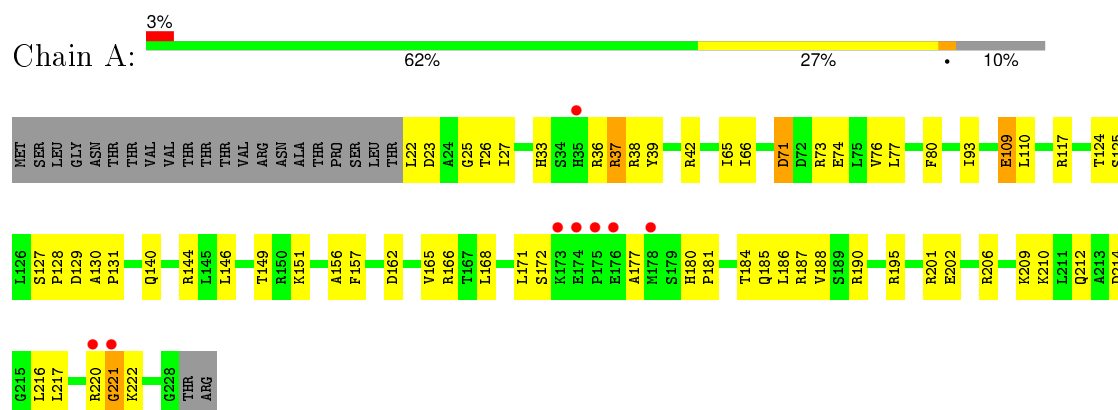 3%
Chain A:
62% 27% • 10%
MET SER LEU GLY ASN THR THR VAL VAL THR THR THR VAL ARG ASN ALA THR PRO SER LEU THR L22 D23 A24 G25 T26 I27 H33 S34 H35 R36 R37 R38 Y39 R42 I65 I66 D71 D72 R73 E74 L75 V76 L77 F80 I93 E109 L110 R117 T124 S125
L126 S127 P128 D129 A130 P131 Q140 R144 L145 L146 T149 R150 K151 A156 F157 D162 V165 R166 T167 L168 L171 S172 K173 E174 P175 E176 A177 M178 S179 H180 P181 T184 Q185 L186 R187 V188 S189 R190 R195 R201 E202 R206 K209 K210 L211 Q212 A213 D214
G215 L216 L217 R220 G221 K222 G228 THR ARG